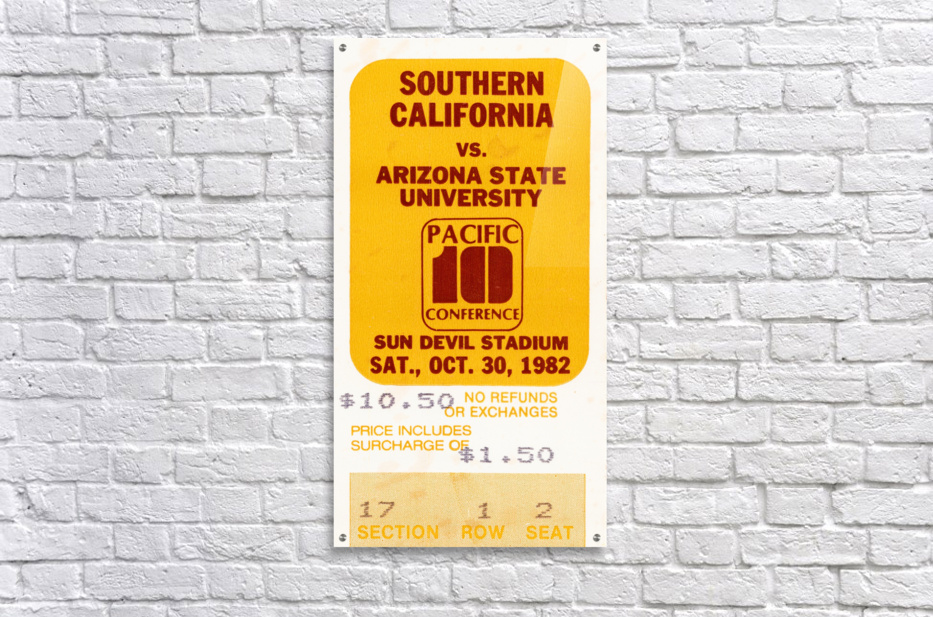 SOUTHERN
CALIFORNIA
VS.
ARIZONA STATE
UNIVERSITY
PACIFIC
10
CONFERENCE
SUN DEVIL STADIUM
SAT., OCT. 30, 1982
$10.50 NO REFUNDS
OR EXCHANGES
PRICE INCLUDES
SURCHARGE OF
$1.50
17 1 2
SECTION ROW SEAT